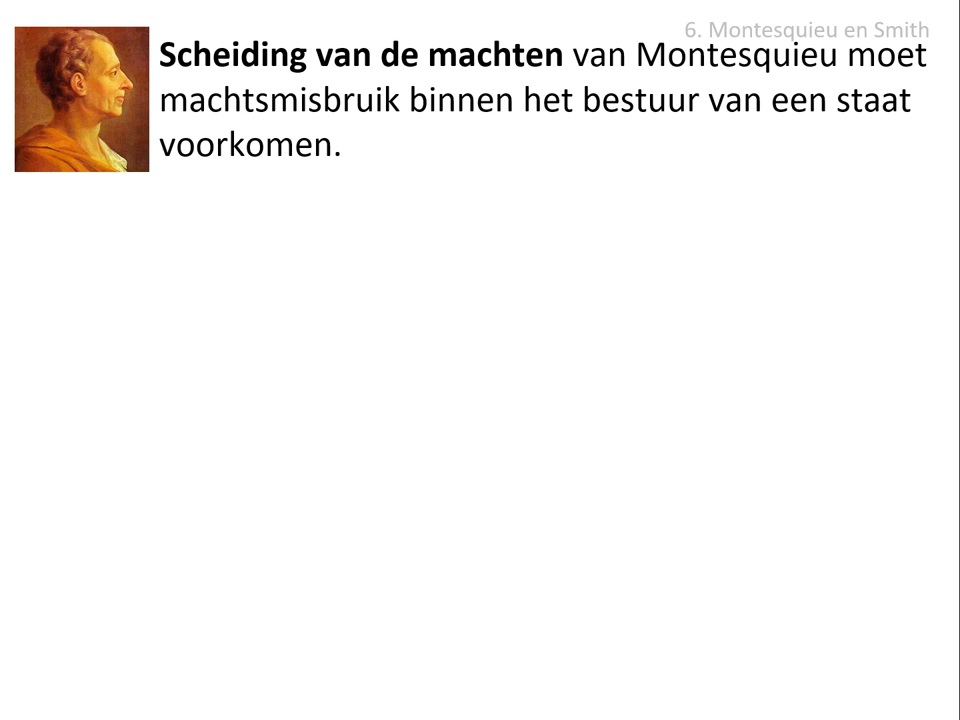 6. Montesquieu en Smith
Scheiding van de machten van Montesquieu moet
machtsmisbruik binnen het bestuur van een staat
voorkomen.